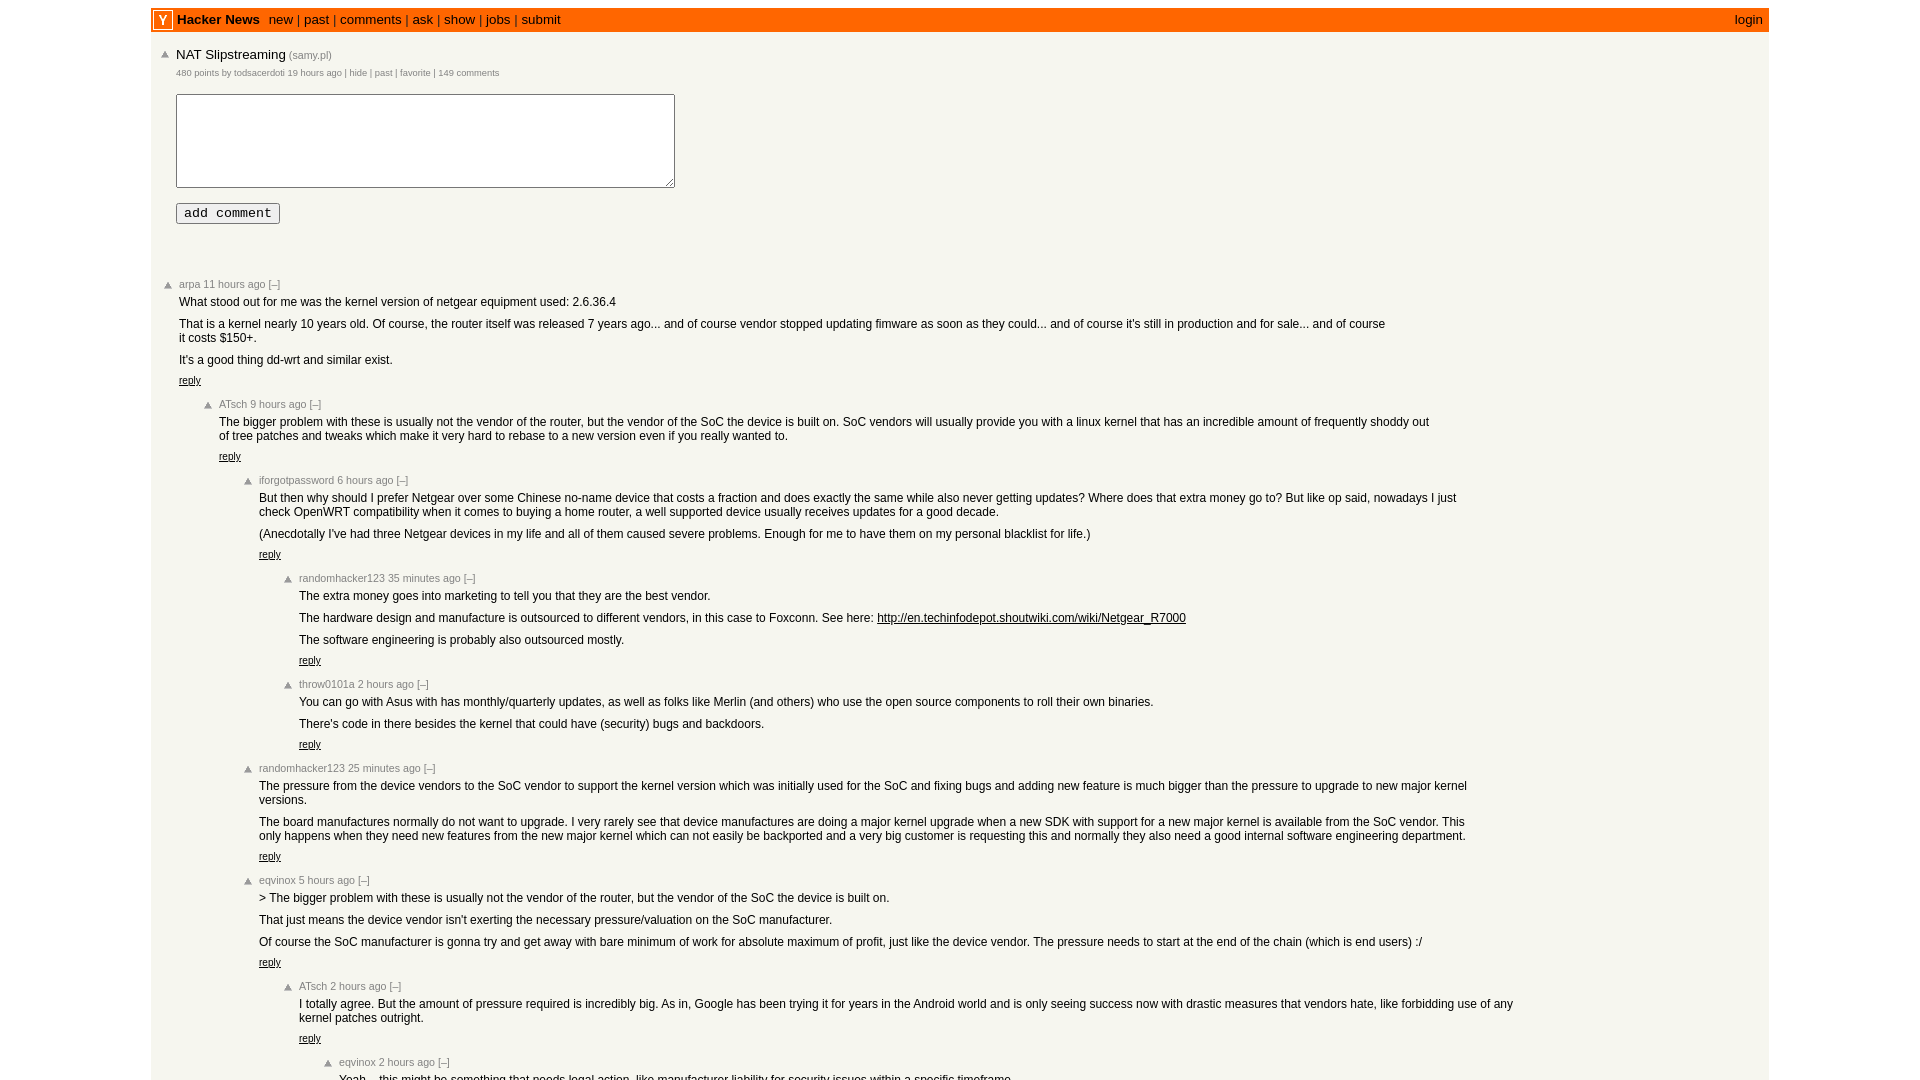 Y Hacker News new | past | comments | ask | show | jobs | submit login
NAT Slipstreaming (samy.pl)
480 points by todsacerdoti 19 hours ago | hide | past | favorite | 149 comments
add comment
arpa 11 hours ago [–]
What stood out for me was the kernel version of netgear equipment used: 2.6.36.4
That is a kernel nearly 10 years old. Of course, the router itself was released 7 years ago... and of course vendor stopped updating fimware as soon as they could... and of course it's still in production and for sale... and of course
it costs $150+.
It's a good thing dd-wrt and similar exist.
reply
ATsch 9 hours ago [–]
The bigger problem with these is usually not the vendor of the router, but the vendor of the SoC the device is built on. SoC vendors will usually provide you with a linux kernel that has an incredible amount of frequently shoddy out
of tree patches and tweaks which make it very hard to rebase to a new version even if you really wanted to.
reply
iforgotpassword 6 hours ago [–]
But then why should I prefer Netgear over some Chinese no-name device that costs a fraction and does exactly the same while also never getting updates? Where does that extra money go to? But like op said, nowadays I just
check OpenWRT compatibility when it comes to buying a home router, a well supported device usually receives updates for a good decade.
(Anecdotally I've had three Netgear devices in my life and all of them caused severe problems. Enough for me to have them on my personal blacklist for life.)
reply
randomhacker123 35 minutes ago [–]
The extra money goes into marketing to tell you that they are the best vendor.
The hardware design and manufacture is outsourced to different vendors, in this case to Foxconn. See here: http://en.techinfodepot.shoutwiki.com/wiki/Netgear_R7000
The software engineering is probably also outsourced mostly.
reply
throw0101a 2 hours ago [–]
You can go with Asus with has monthly/quarterly updates, as well as folks like Merlin (and others) who use the open source components to roll their own binaries.
There's code in there besides the kernel that could have (security) bugs and backdoors.
reply
randomhacker123 25 minutes ago [–]
The pressure from the device vendors to the SoC vendor to support the kernel version which was initially used for the SoC and fixing bugs and adding new feature is much bigger than the pressure to upgrade to new major kernel
versions.
The board manufactures normally do not want to upgrade. I very rarely see that device manufactures are doing a major kernel upgrade when a new SDK with support for a new major kernel is available from the SoC vendor. This
only happens when they need new features from the new major kernel which can not easily be backported and a very big customer is requesting this and normally they also need a good internal software engineering department.
reply
eqvinox 5 hours ago [–]
> The bigger problem with these is usually not the vendor of the router, but the vendor of the SoC the device is built on.
That just means the device vendor isn't exerting the necessary pressure/valuation on the SoC manufacturer.
Of course the SoC manufacturer is gonna try and get away with bare minimum of work for absolute maximum of profit, just like the device vendor. The pressure needs to start at the end of the chain (which is end users) :/
reply
ATsch 2 hours ago [–]
I totally agree. But the amount of pressure required is incredibly big. As in, Google has been trying it for years in the Android world and is only seeing success now with drastic measures that vendors hate, like forbidding use of any
kernel patches outright.
reply
eqvinox 2 hours ago [–]
Yeah... this might be something that needs legal action, like manufacturer liability for security issues within a specific timeframe.